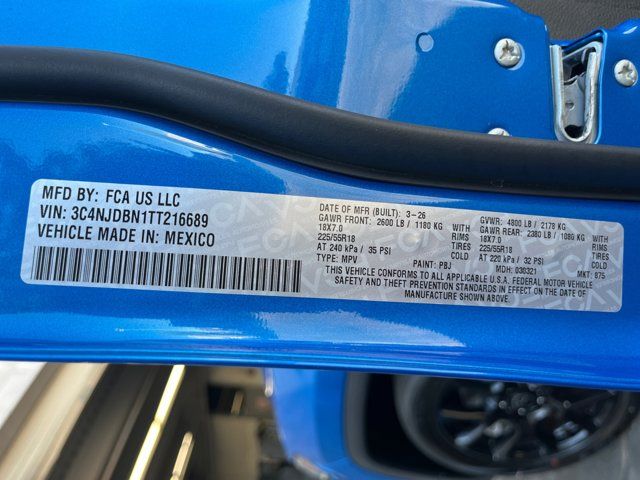 MFD BY: FCA US LLC
VIN: 3C4NJDBN1TT216689
VEHICLE MADE IN: MEXICO
DATE OF MFR (BUILT): 3-26 GVWR: 4800 LB / 2178 KG
GAWR FRONT: 2600 LB / 1180 KG WITH GAWR REAR: 2380 LB / 1080 KG WITH
18X7.0 RIMS 18X7.0 RIMS
225/55R18 TIRES 225/55R18 TIRES
AT 240 kPa / 35 PSI COLD AT 220 kPa / 32 PSI COLD
TYPE: MPV PAINT: PBJ MDH: 030321 MKT: 875
THIS VEHICLE CONFORMS TO ALL APPLICABLE U.S.A. FEDERAL MOTOR VEHICLE
SAFETY AND THEFT PREVENTION STANDARDS IN EFFECT ON THE DATE OF
MANUFACTURE SHOWN ABOVE.